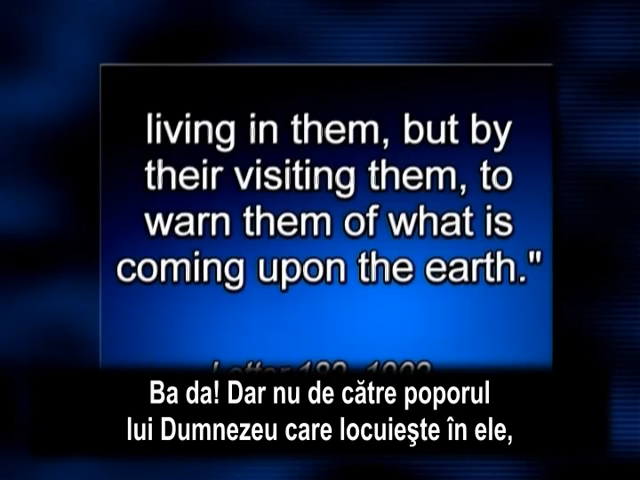 living in them, but by
their visiting them, to
warn them of what is
coming upon the earth."
Ba da! Dar nu de către poporul
lui Dumnezeu care locuieşte în ele,